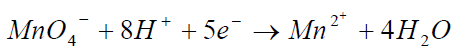 MnO₄⁻ + 8H⁺ + 5e⁻ → Mn²⁺ + 4H₂O